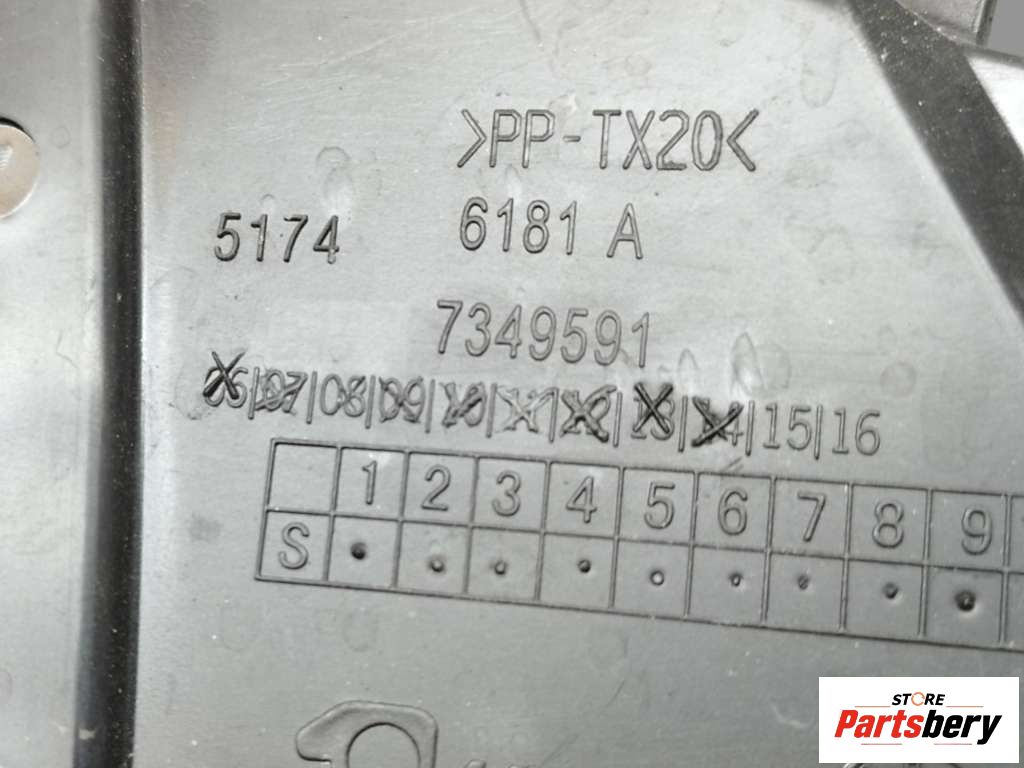 >PP-TX20<
5174 6181 A
7349591
06|07|08|09|10|11|12|13|14|15|16
1 2 3 4 5 6 7 8 9
S
STORE
Partsbery